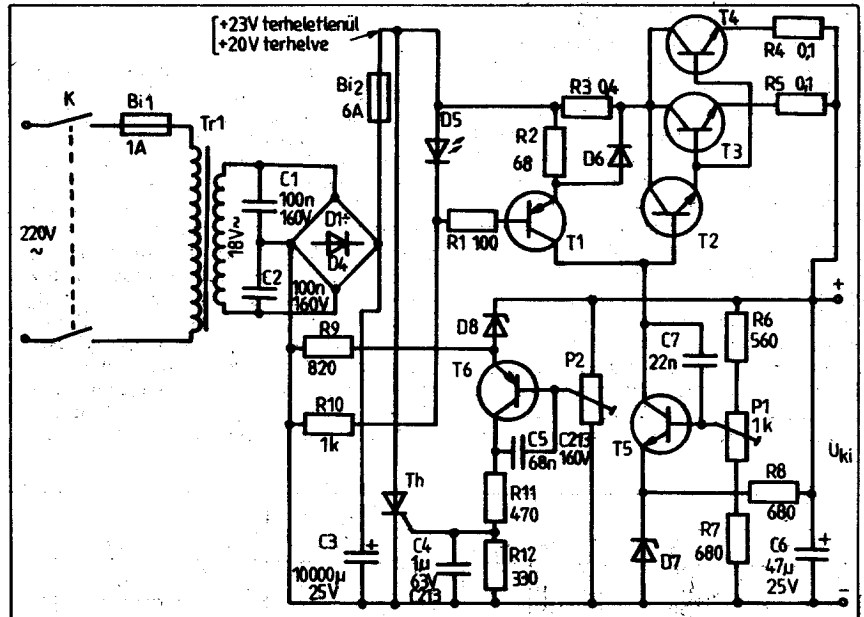 +23V terheletlenül
+20V terhelve
K
Bi1
1A
Tr1
220V
~
18V~
C1
100n
160V
D1÷
D4
C2
100n
160V
Bi2
6A
D5
R1 100
R2
68
R3 0,4
D6
T1
T2
T3
T4
R4 0,1
R5 0,1
+
R9
820
R10
1k
D8
T6
P2
C213
160V
C5
68n
C7
22n
R6
560
P1
1k
T5
Uki
R8
680
R7
680
D7
C6
47µ
25V
+
Th
R11
470
R12
330
C4
1µ
63V
C213
C3
10000µ
25V
+
-